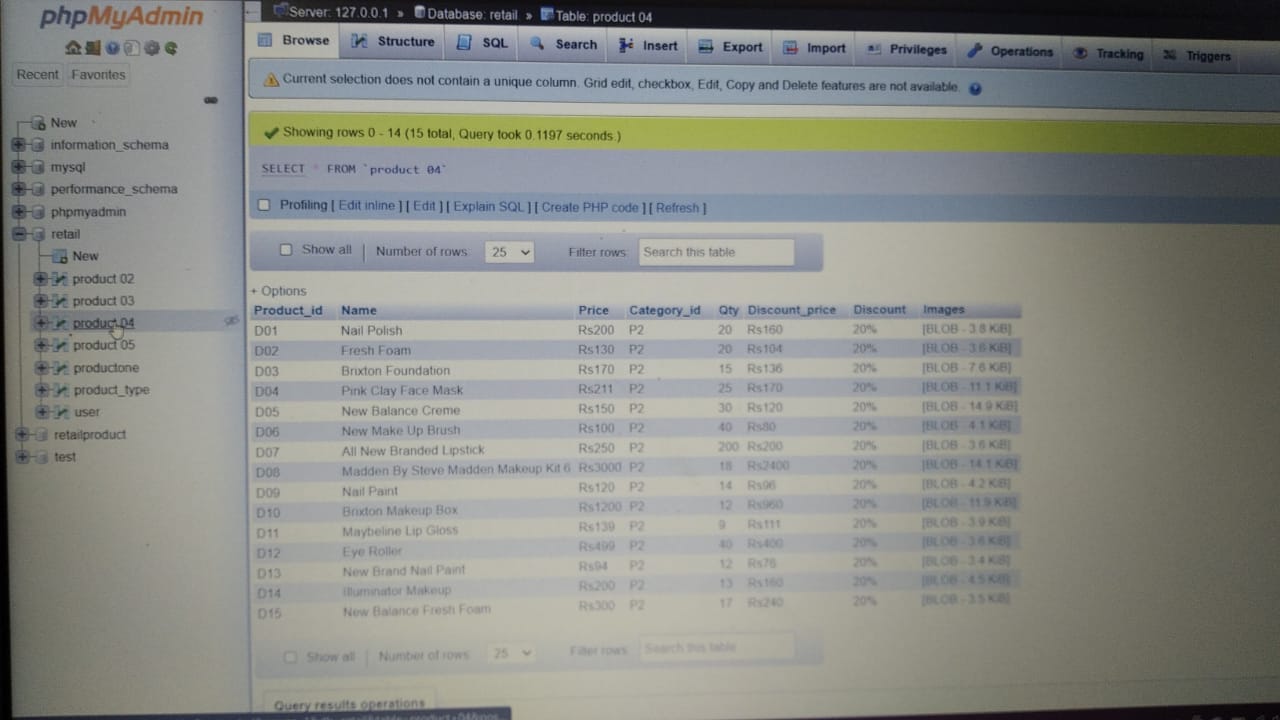 phpMyAdmin
Recent Favorites
New
information_schema
mysql
performance_schema
phpmyadmin
retail
New
product 02
product 03
product 04
product 05
productone
product_type
user
retailproduct
test
Server: 127.0.0.1 » Database: retail » Table: product 04
Browse Structure SQL Search Insert Export Import Privileges Operations Tracking Triggers
Current selection does not contain a unique column. Grid edit, checkbox, Edit, Copy and Delete features are not available.
Showing rows 0 - 14 (15 total, Query took 0.1197 seconds.)
SELECT * FROM `product 04`
Profiling [ Edit inline ] [ Edit ] [ Explain SQL ] [ Create PHP code ] [ Refresh ]
Show all | Number of rows: 25 Filter rows: Search this table
+ Options
Product_id Name Price Category_id Qty Discount_price Discount Images
D01 Nail Polish Rs200 P2 20 Rs160 20% [BLOB - 3.8 KiB]
D02 Fresh Foam Rs130 P2 20 Rs104 20% [BLOB - 3.6 KiB]
D03 Brixton Foundation Rs170 P2 15 Rs136 20% [BLOB - 7.6 KiB]
D04 Pink Clay Face Mask Rs211 P2 25 Rs170 20% [BLOB - 11.1 KiB]
D05 New Balance Creme Rs150 P2 30 Rs120 20% [BLOB - 14.9 KiB]
D06 New Make Up Brush Rs100 P2 40 Rs80 20% [BLOB - 4.1 KiB]
D07 All New Branded Lipstick Rs250 P2 200 Rs200 20% [BLOB - 3.6 KiB]
D08 Madden By Steve Madden Makeup Kit 6 Rs3000 P2 18 Rs2400 20% [BLOB - 14.1 KiB]
D09 Nail Paint Rs120 P2 14 Rs96 20% [BLOB - 4.2 KiB]
D10 Brixton Makeup Box Rs1200 P2 12 Rs960 20% [BLOB - 11.9 KiB]
D11 Maybeline Lip Gloss Rs139 P2 9 Rs111 20% [BLOB - 3.9 KiB]
D12 Eye Roller Rs499 P2 40 Rs400 20% [BLOB - 3.6 KiB]
D13 New Brand Nail Paint Rs94 P2 12 Rs76 20% [BLOB - 3.4 KiB]
D14 Illuminator Makeup Rs200 P2 13 Rs160 20% [BLOB - 4.5 KiB]
D15 New Balance Fresh Foam Rs300 P2 17 Rs240 20% [BLOB - 3.5 KiB]
Show all | Number of rows: 25 Filter rows: Search this table
Query results operations